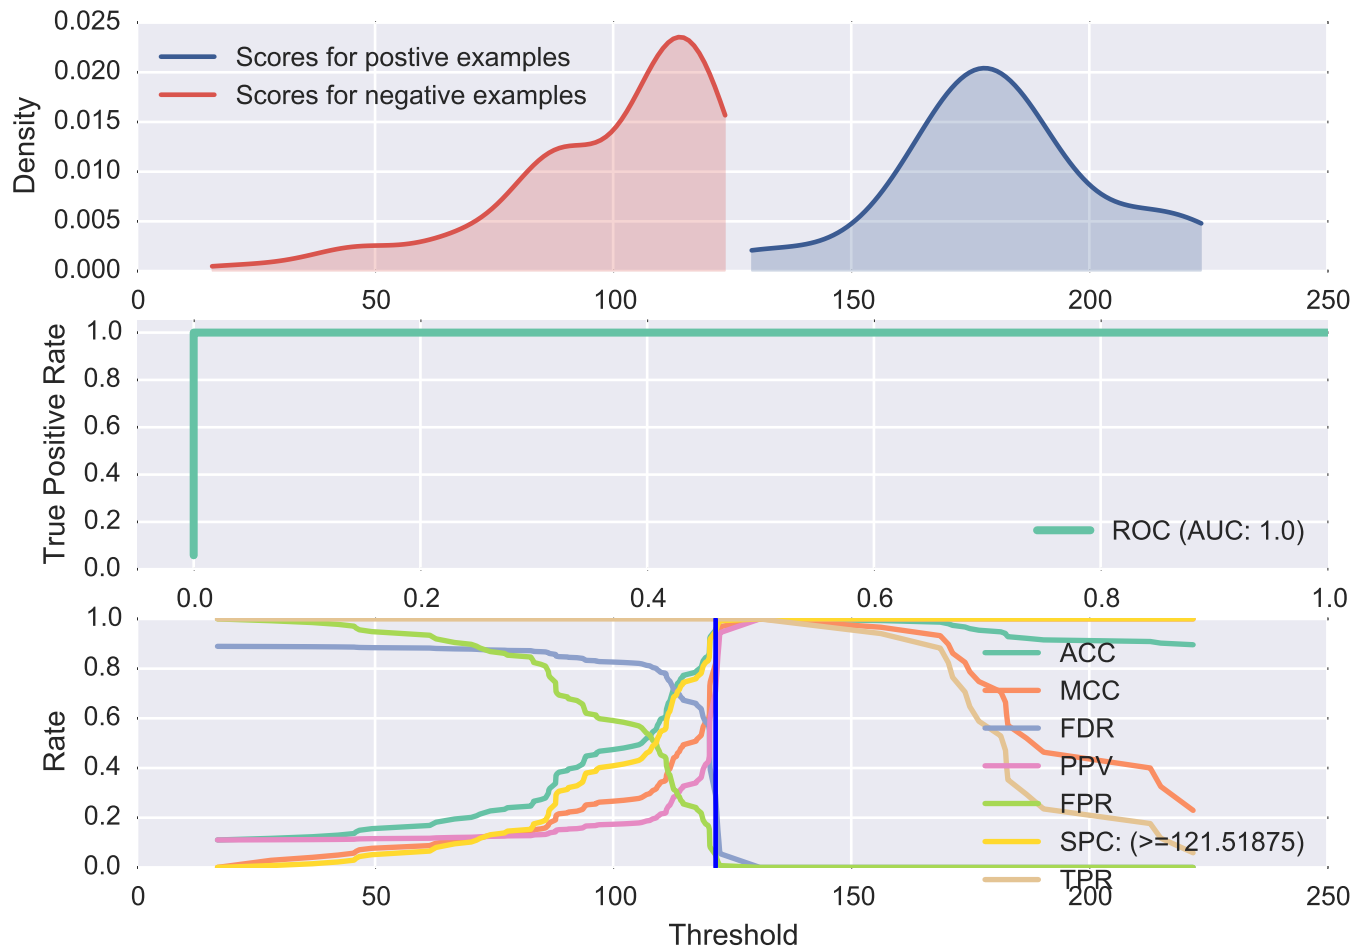 0.025
0.020
0.015
0.010
0.005
0.000
Density
Scores for postive examples
Scores for negative examples
0 50 100 150 200 250
1.0
0.8
0.6
0.4
0.2
0.0
True Positive Rate
ROC (AUC: 1.0)
0.0 0.2 0.4 0.6 0.8 1.0
1.0
0.8
0.6
0.4
0.2
0.0
Rate
ACC
MCC
FDR
PPV
FPR
SPC: (>=121.51875)
TPR
0 50 100 150 200 250
Threshold